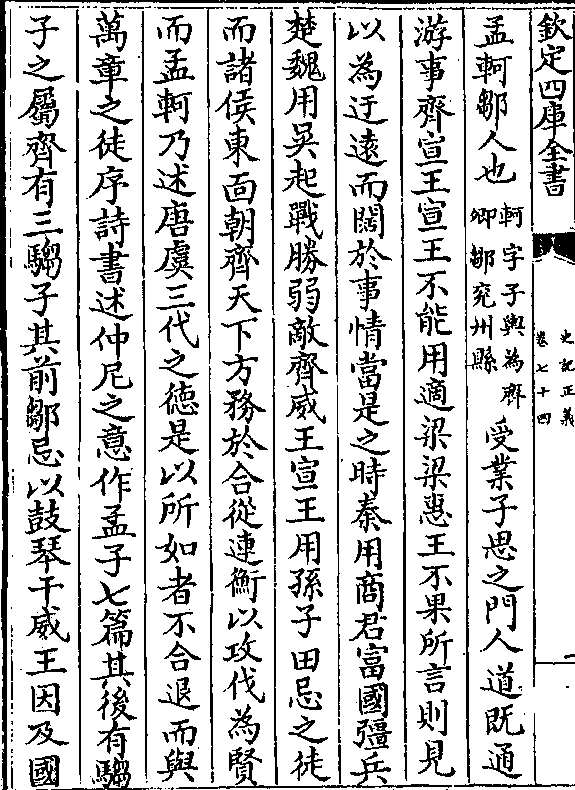 欽定四庫全書
史記正義
卷七十四
一
孟軻鄒人也軻字子輿為齊卿鄒兖州縣受業子思之門人道既通
游事齊宣王宣王不能用適梁梁惠王不果所言則見
以為迂遠而闊於事情當是之時秦用商君富國彊兵
楚魏用吳起戰勝弱敵齊威王宣王用孫子田忌之徒
而諸侯東面朝齊天下方務於合從連衡以攻伐為賢
而孟軻乃述唐虞三代之德是以所如者不合退而與
萬章之徒序詩書述仲尼之意作孟子七篇其後有騶
子之屬齊有三騶子其前鄒忌以鼓琴干威王因及國